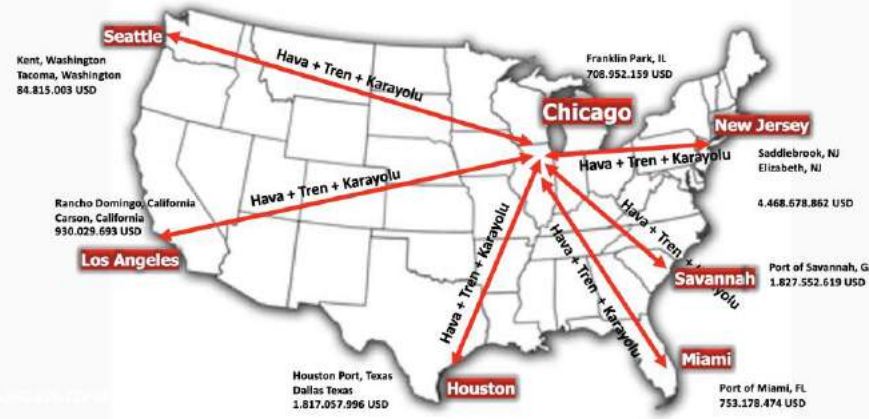 Seattle
Kent, Washington
Tacoma, Washington
84.815.003 USD
Hava + Tren + Karayolu
Franklin Park, IL
708.952.159 USD
Chicago
New Jersey
Hava + Tren + Karayolu
Saddlebrook, NJ
Elizabeth, NJ
4.468.678.862 USD
Hava + Tren + Karayolu
Rancho Domingo, California
Carson, California
930.029.693 USD
Los Angeles
Hava + Tren + Karayolu
Hava + Tren + Karayolu
Hava + Tren + Karayolu
Savannah
Port of Savannah, G
1.827.552.619 USD
Houston Port, Texas
Dallas Texas
1.817.057.996 USD
Houston
Miami
Port of Miami, FL
753.178.474 USD